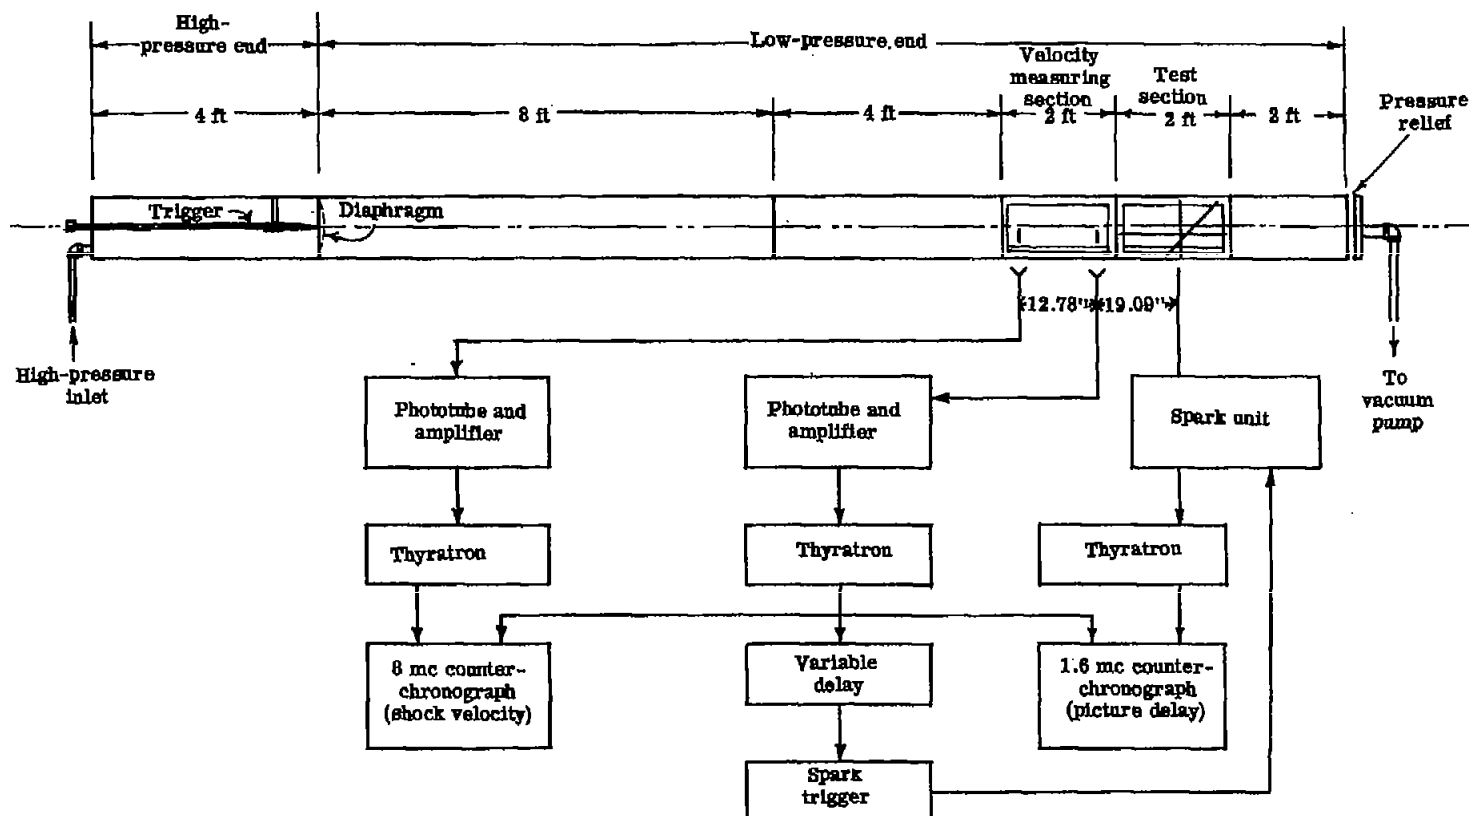 High-
pressure end
Low-pressure end
Velocity
measuring
section
2 ft
Test
section
2 ft
4 ft
8 ft
4 ft
2 ft
Pressure
relief
Trigger
Diaphragm
12.78"
19.09"
High-pressure
inlet
To
vacuum
pump
Phototube and
amplifier
Phototube and
amplifier
Spark unit
Thyratron
Thyratron
Thyratron
8 mc counter-
chronograph
(shock velocity)
Variable
delay
1.6 mc counter-
chronograph
(picture delay)
Spark
trigger